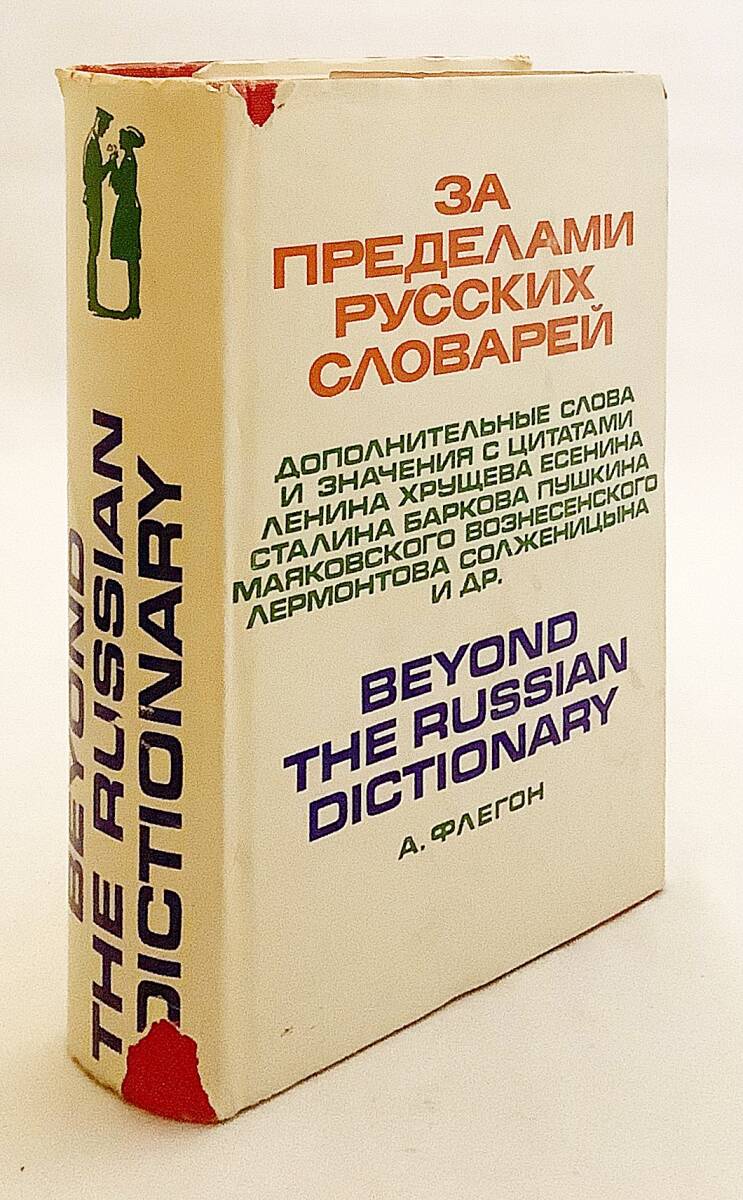 BEYOND
THE RUSSIAN
DICTIONARY
ЗА
ПРЕДЕЛАМИ
РУССКИХ
СЛОВАРЕЙ
ДОПОЛНИТЕЛЬНЫЕ СЛОВА
И ЗНАЧЕНИЯ С ЦИТАТАМИ
ЛЕНИНА ХРУЩЕВА ЕСЕНИНА
СТАЛИНА БАРКОВА ПУШКИНА
МАЯКОВСКОГО ВОЗНЕСЕНСКОГО
ЛЕРМОНТОВА СОЛЖЕНИЦЫНА
И ДР.
BEYOND
THE RUSSIAN
DICTIONARY
А. ФЛЕГОН